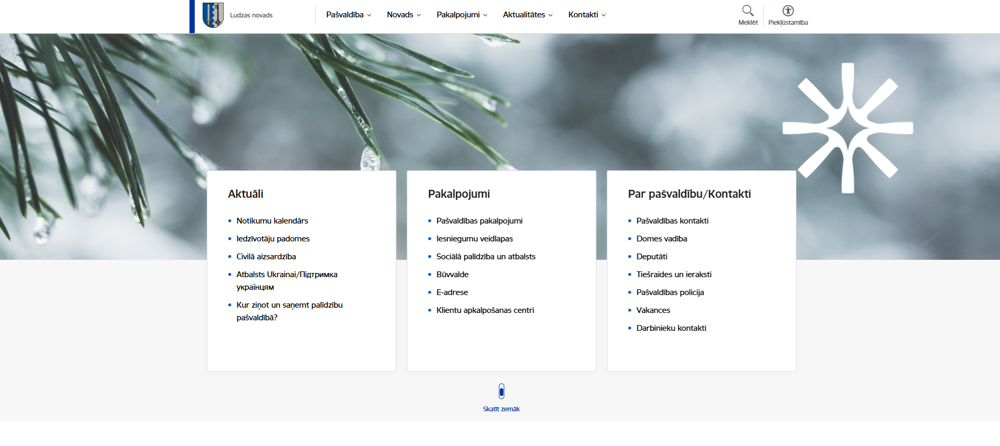 Ludzas novads
Pašvaldība
Novads
Pakalpojumi
Aktualitātes
Kontakti
Meklēt
Piekļūstamība
Aktuāli
Notikumu kalendārs
Iedzīvotāju padomes
Civilā aizsardzība
Atbalsts Ukrainai/Підтримка
українцям
Kur ziņot un saņemt palīdzību
pašvaldībā?
Pakalpojumi
Pašvaldības pakalpojumi
Iesniegumu veidlapas
Sociālā palīdzība un atbalsts
Būvvalde
E-adrese
Klientu apkalpošanas centri
Par pašvaldību/Kontakti
Pašvaldības kontakti
Domes vadība
Deputāti
Tiešraides un ieraksti
Pašvaldības policija
Vakances
Darbinieku kontakti
Skatīt zemāk